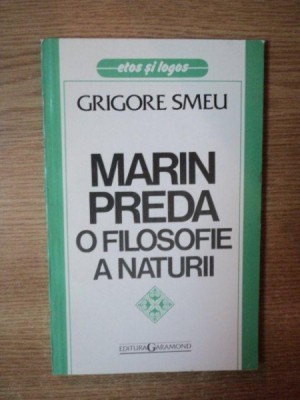 etos și logos
GRIGORE SMEU
MARIN
PREDA
O FILOSOFIE
A NATURII
EDITURA GARAMOND